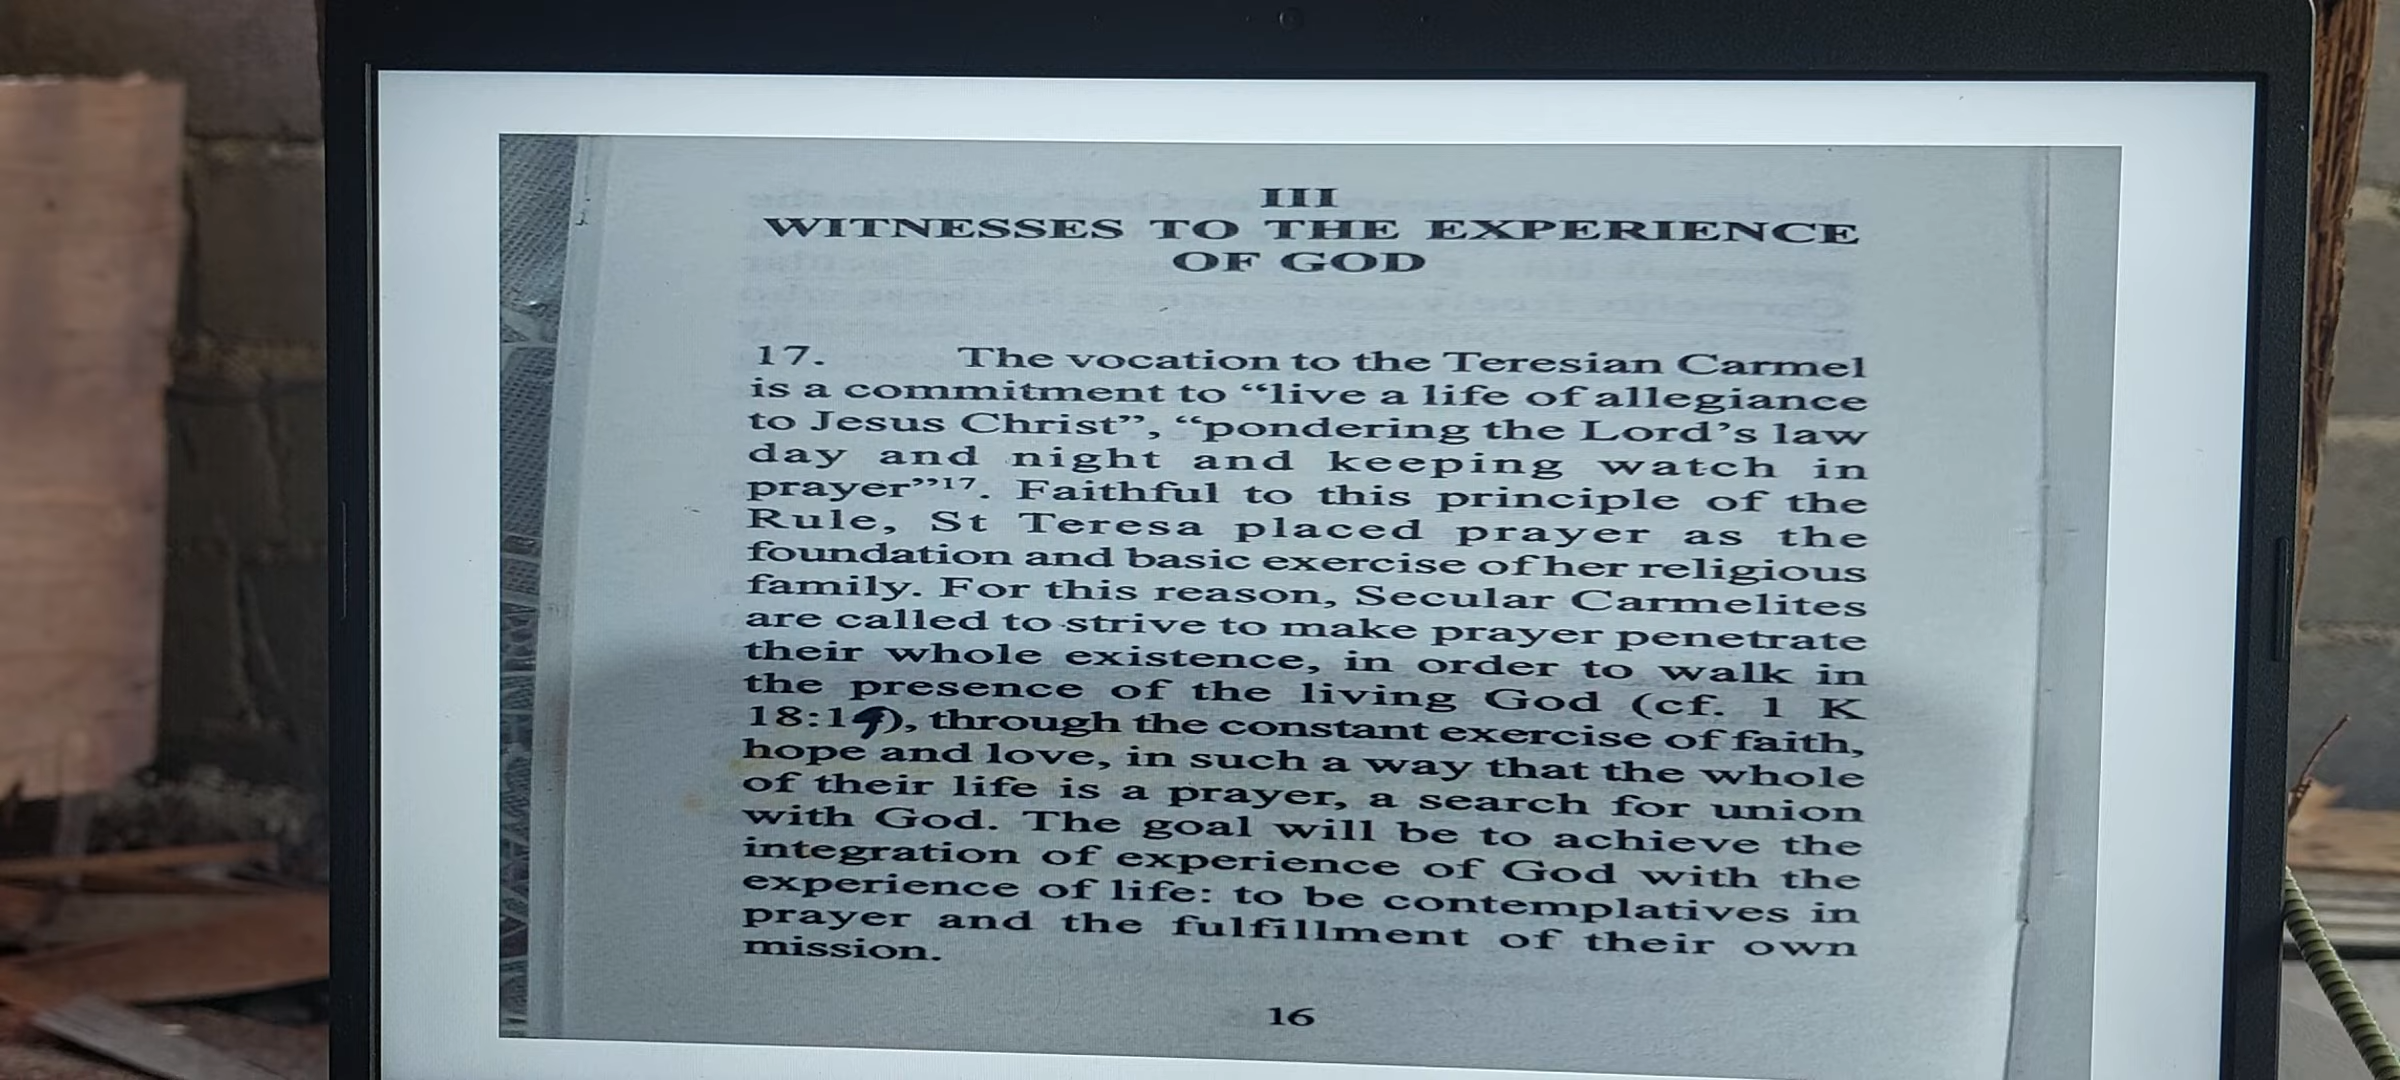 III
WITNESSES TO THE EXPERIENCE
OF GOD
17. The vocation to the Teresian Carmel
is a commitment to “live a life of allegiance
to Jesus Christ”, “pondering the Lord’s law
day and night and keeping watch in
prayer”¹⁷. Faithful to this principle of the
Rule, St Teresa placed prayer as the
foundation and basic exercise of her religious
family. For this reason, Secular Carmelites
are called to strive to make prayer penetrate
their whole existence, in order to walk in
the presence of the living God (cf. 1 K
18:1), through the constant exercise of faith,
hope and love, in such a way that the whole
of their life is a prayer, a search for union
with God. The goal will be to achieve the
integration of experience of God with the
experience of life: to be contemplatives in
prayer and the fulfillment of their own
mission.
16